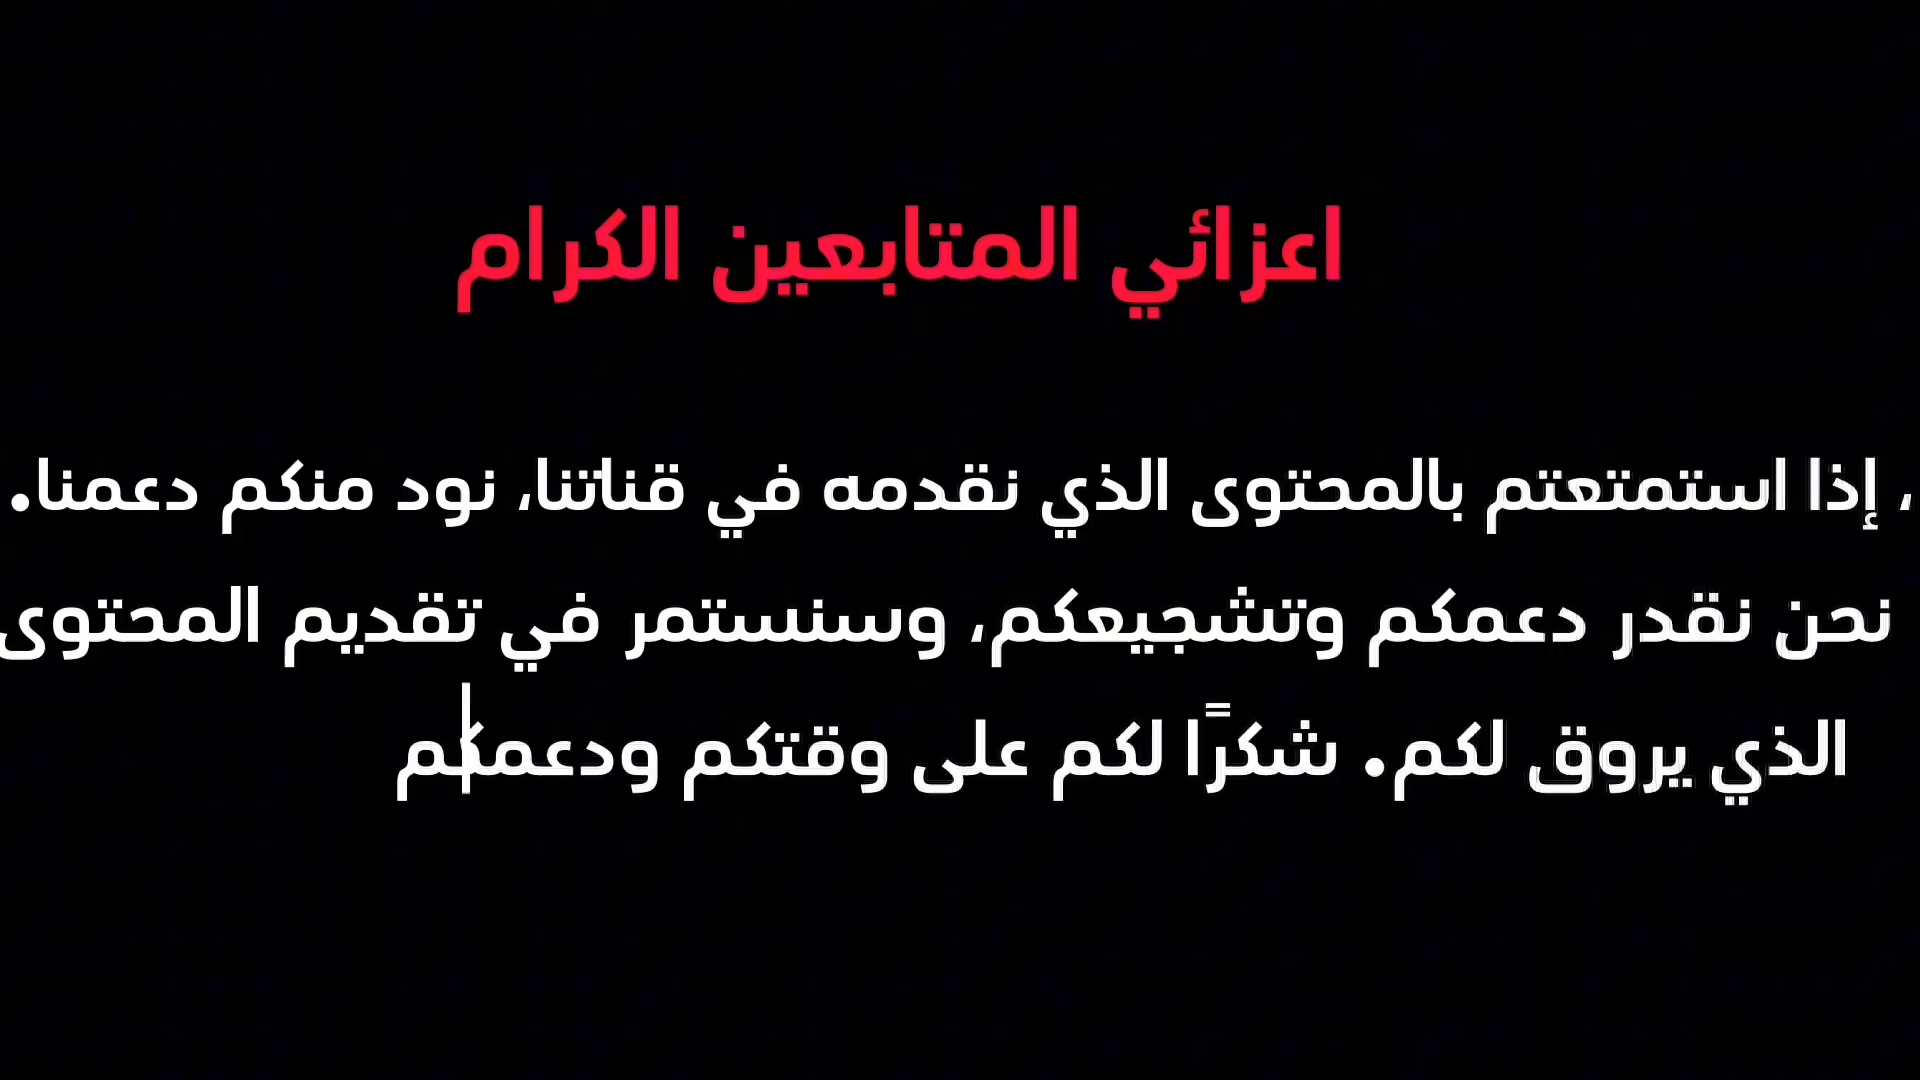 اعزائي المتابعين الكرام
، إذا استمتعتم بالمحتوى الذي نقدمه في قناتنا، نود منكم دعمنا.
نحن نقدر دعمكم وتشجيعكم، وسنستمر في تقديم المحتوى
الذي يروق لكم. شكرًا لكم على وقتكم ودعمكم